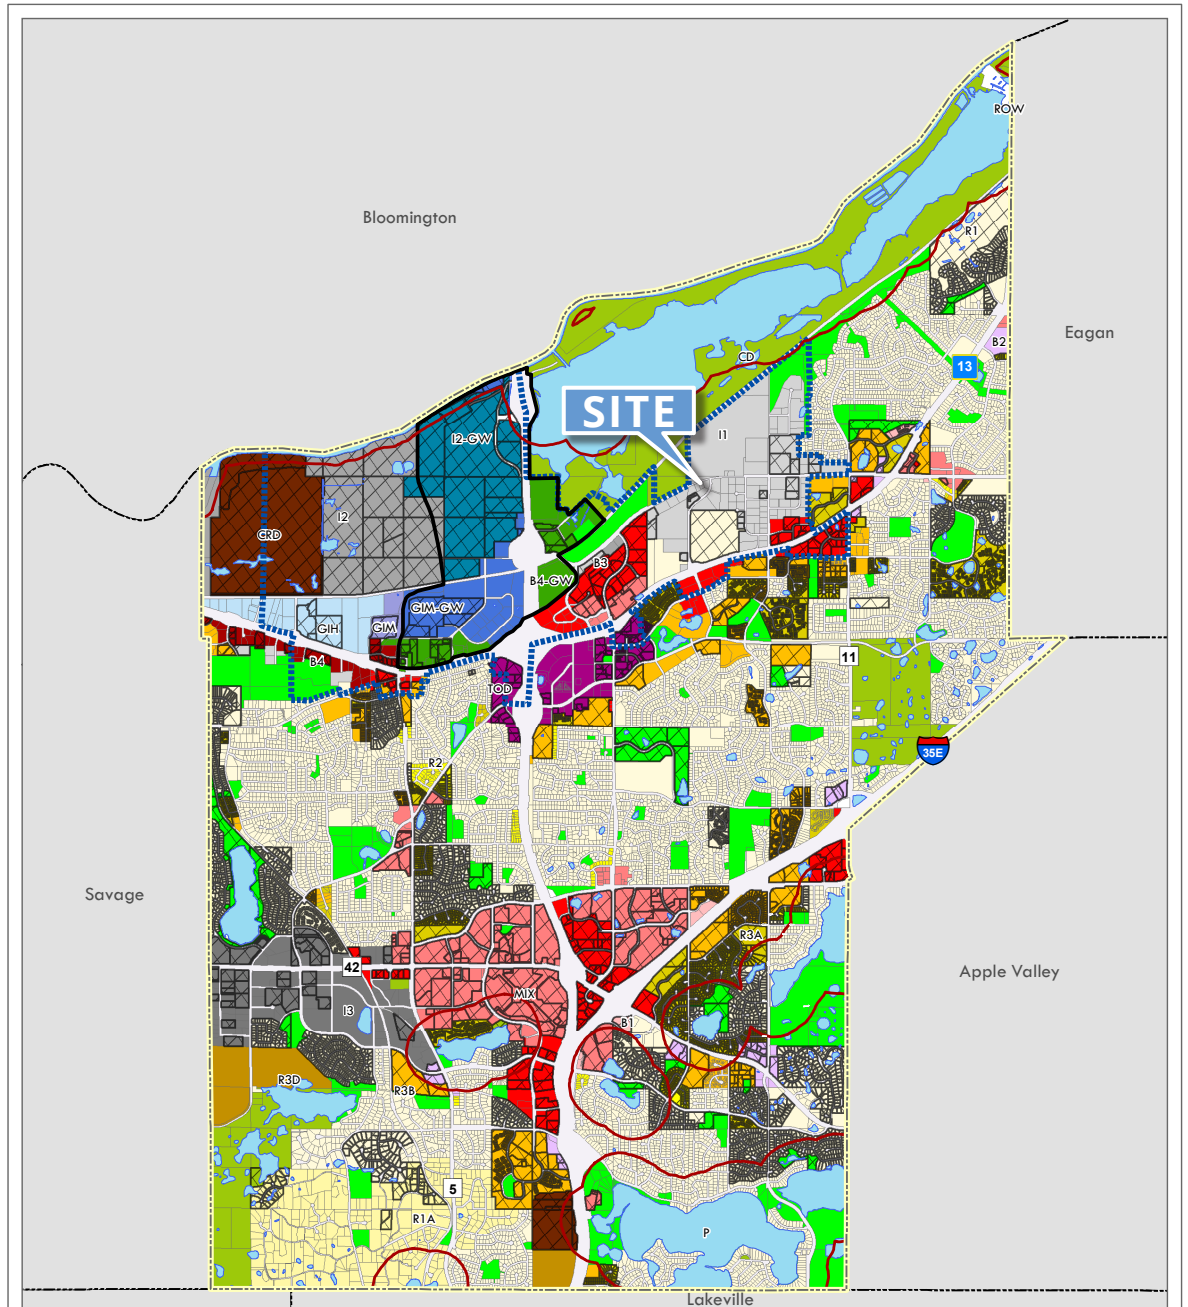 ROW
Bloomington
R1
Eagan
B2
CD
13
SITE
I1
I2-GW
I2
CRD
B3
B4-GW
GIM-GW
GIH
GIM
B4
11
TOD
35E
R2
Savage
R3A
42
Apple Valley
MIX
I3
B1
R3D
R3B
5
R1A
P
Lakeville